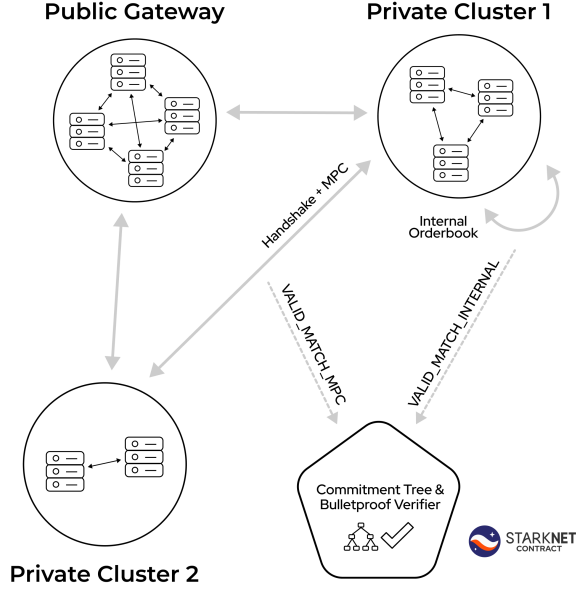 Public Gateway
Private Cluster 1
Internal
Orderbook
Handshake + MPC
VALID_MATCH_MPC
VALID_MATCH_INTERNAL
Commitment Tree &
Bulletproof Verifier
STARKNET
CONTRACT
Private Cluster 2